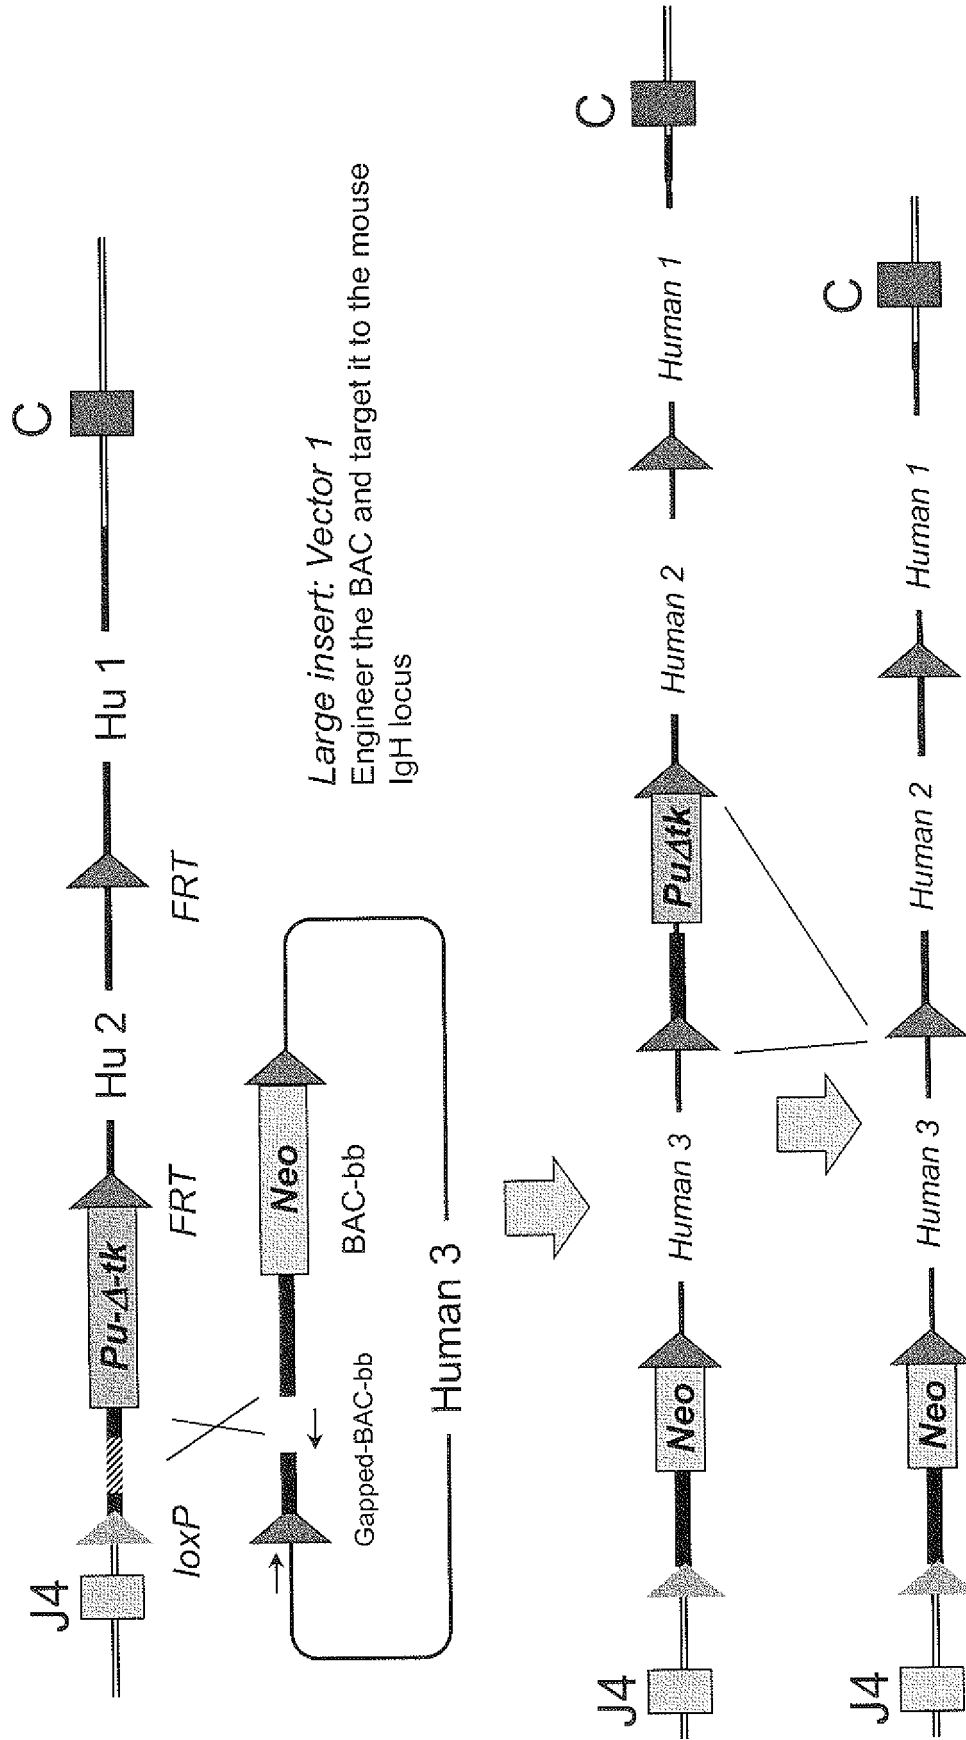 J4
loxP
Pu-Δ-tk
FRT
Hu 2
FRT
Hu 1
C
Gapped-BAC-bb
Neo
BAC-bb
Human 3
Large insert: Vector 1
Engineer the BAC and target it to the mouse
IgH locus
J4
Neo
Human 3
PuΔtk
Human 2
Human 1
C
J4
Neo
Human 3
Human 2
Human 1
C